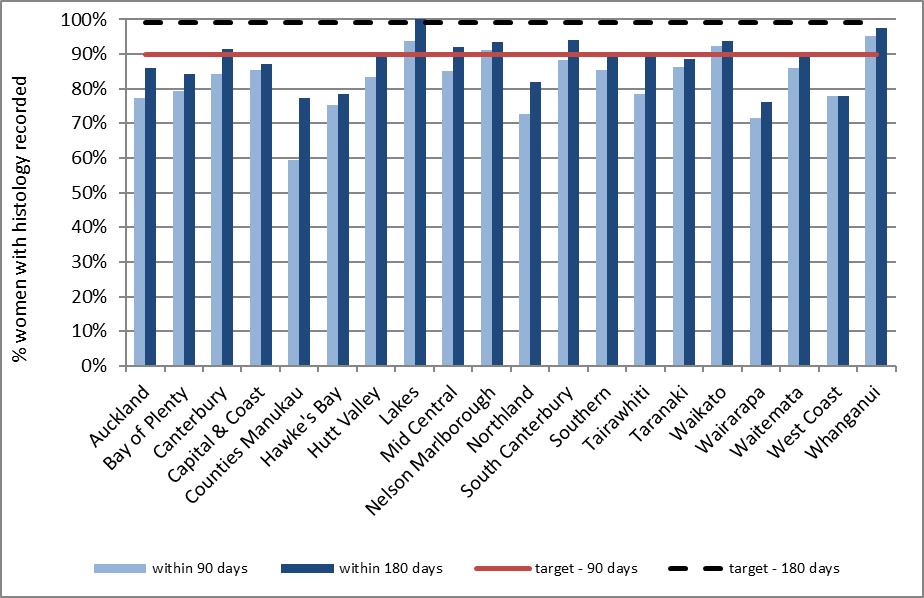 % women with histology recorded
100%
90%
80%
70%
60%
50%
40%
30%
20%
10%
0%
Auckland
Bay of Plenty
Canterbury
Capital & Coast
Counties Manukau
Hawke's Bay
Hutt Valley
Lakes
Mid Central
Nelson Marlborough
Northland
South Canterbury
Southern
Tairawhiti
Taranaki
Waikato
Wairarapa
Waitemata
West Coast
Whanganui
within 90 days within 180 days target - 90 days target - 180 days